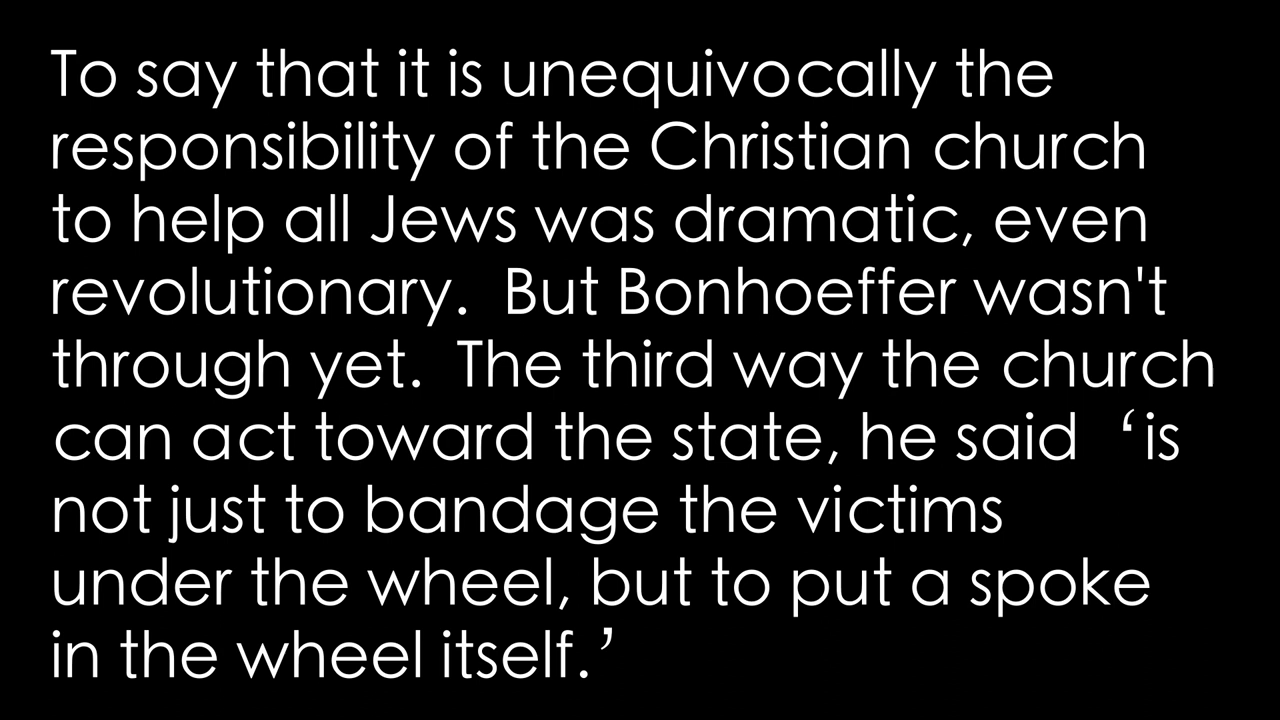 To say that it is unequivocally the
responsibility of the Christian church
to help all Jews was dramatic, even
revolutionary.  But Bonhoeffer wasn't
through yet.  The third way the church
can act toward the state, he said  ‘is
not just to bandage the victims
under the wheel, but to put a spoke
in the wheel itself.’